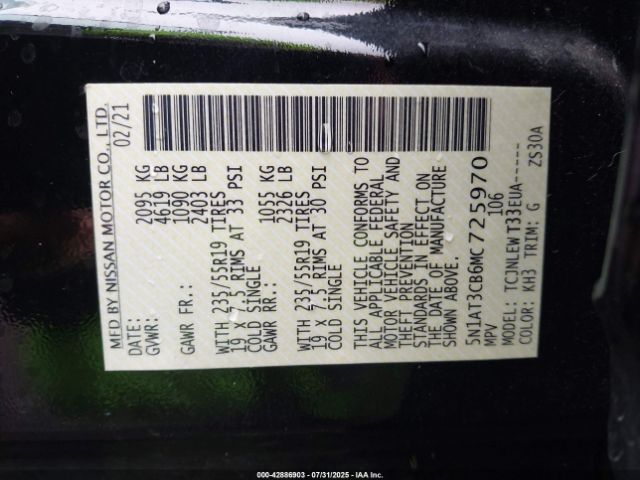 MFD BY NISSAN MOTOR CO., LTD.
DATE: 02/21
GVWR: 2095 KG
4619 LB
GAWR FR.: 1090 KG
2403 LB
WITH 235/55R19 TIRES
19 X 7.5 RIMS AT 33 PSI
COLD SINGLE
GAWR RR.: 1055 KG
2326 LB
WITH 235/55R19 TIRES
19 X 7.5 RIMS AT 30 PSI
COLD SINGLE
THIS VEHICLE CONFORMS TO
ALL APPLICABLE FEDERAL
MOTOR VEHICLE SAFETY AND
THEFT PREVENTION
STANDARDS IN EFFECT ON
THE DATE OF MANUFACTURE
SHOWN ABOVE.
5N1AT3CB6MC725970
MPV 106
MODEL: TCJNLEWT33EUA-----
COLOR: KH3 TRIM: G ZS30A
000-42886903 - 07/31/2025 - IAA Inc.